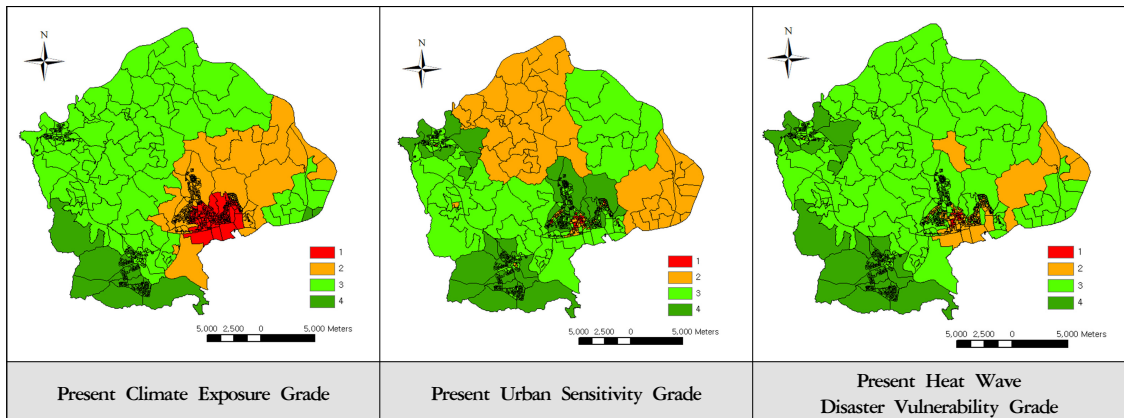 N
1
2
3
4
5,000 2,500 0 5,000 Meters
Present Climate Exposure Grade
N
1
2
3
4
5,000 2,500 0 5,000 Meters
Present Urban Sensitivity Grade
N
1
2
3
4
5,000 2,500 0 5,000 Meters
Present Heat Wave
Disaster Vulnerability Grade